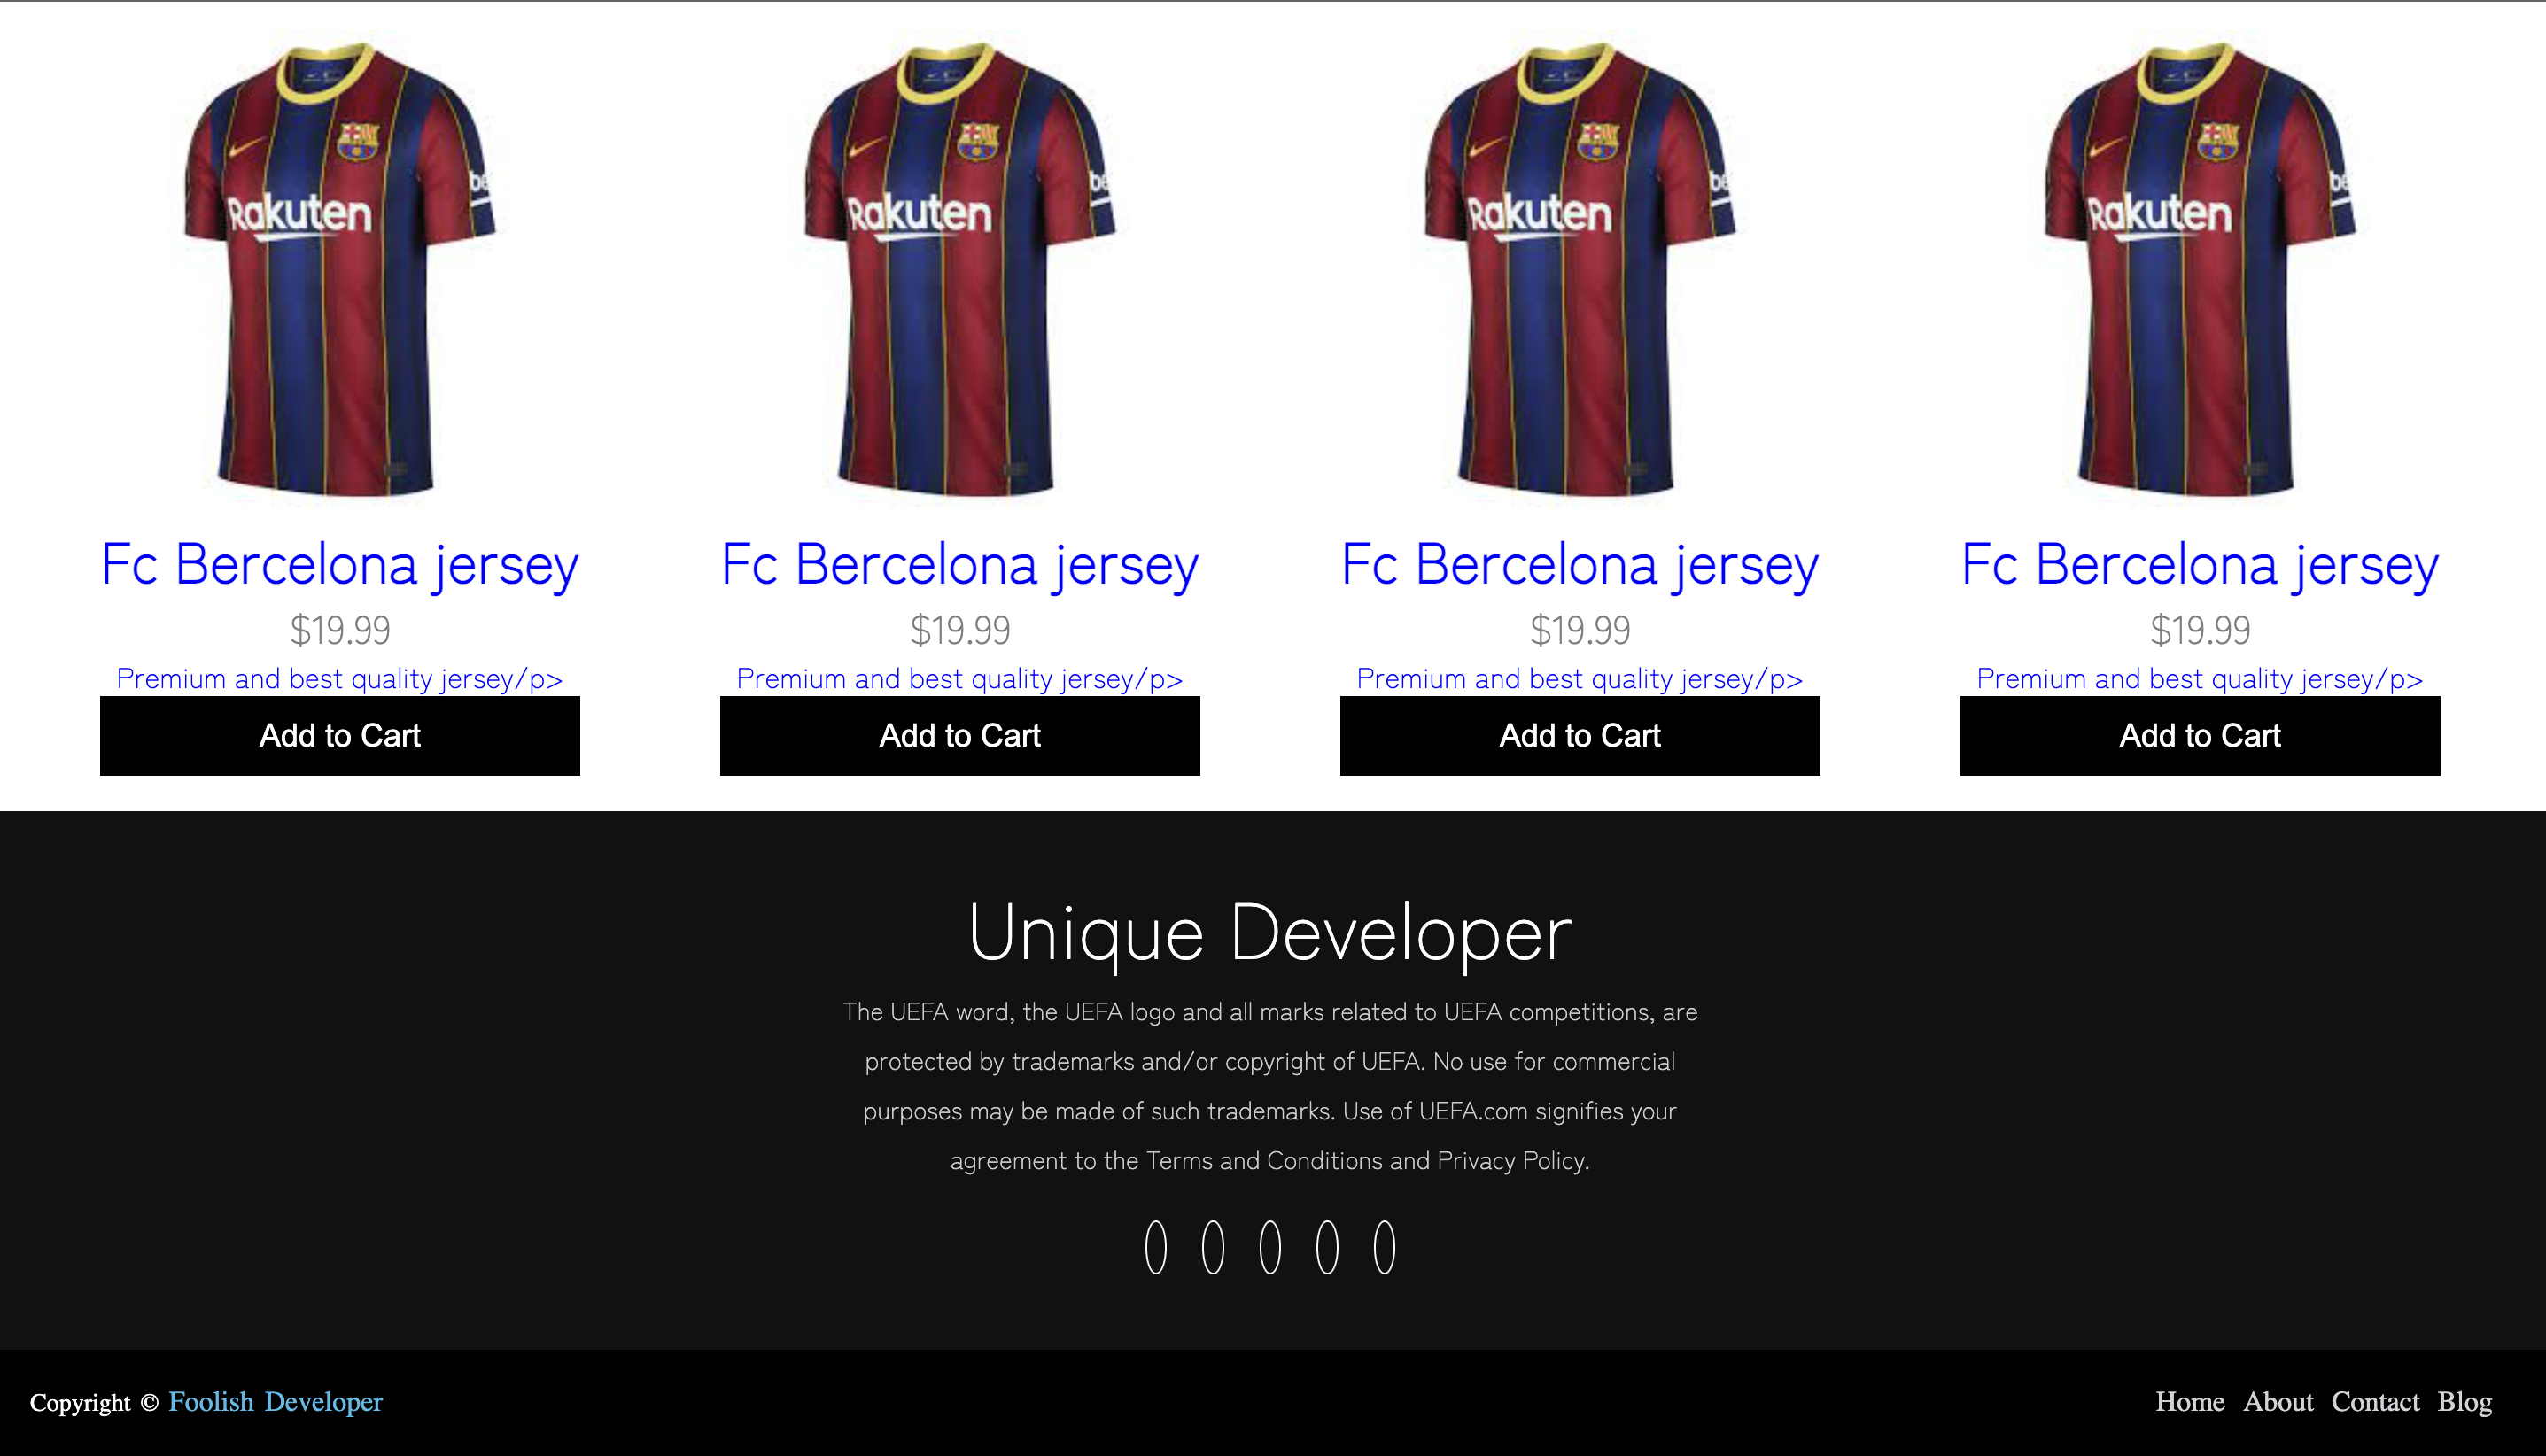 Rakuten
Rakuten
Rakuten
Rakuten
be
be
be
be
Fc Bercelona jersey
Fc Bercelona jersey
Fc Bercelona jersey
Fc Bercelona jersey
$19.99
$19.99
$19.99
$19.99
Premium and best quality jersey/p>
Premium and best quality jersey/p>
Premium and best quality jersey/p>
Premium and best quality jersey/p>
Add to Cart
Add to Cart
Add to Cart
Add to Cart
Unique Developer
The UEFA word, the UEFA logo and all marks related to UEFA competitions, are
protected by trademarks and/or copyright of UEFA. No use for commercial
purposes may be made of such trademarks. Use of UEFA.com signifies your
agreement to the Terms and Conditions and Privacy Policy.
Copyright © Foolish Developer
Home About Contact Blog